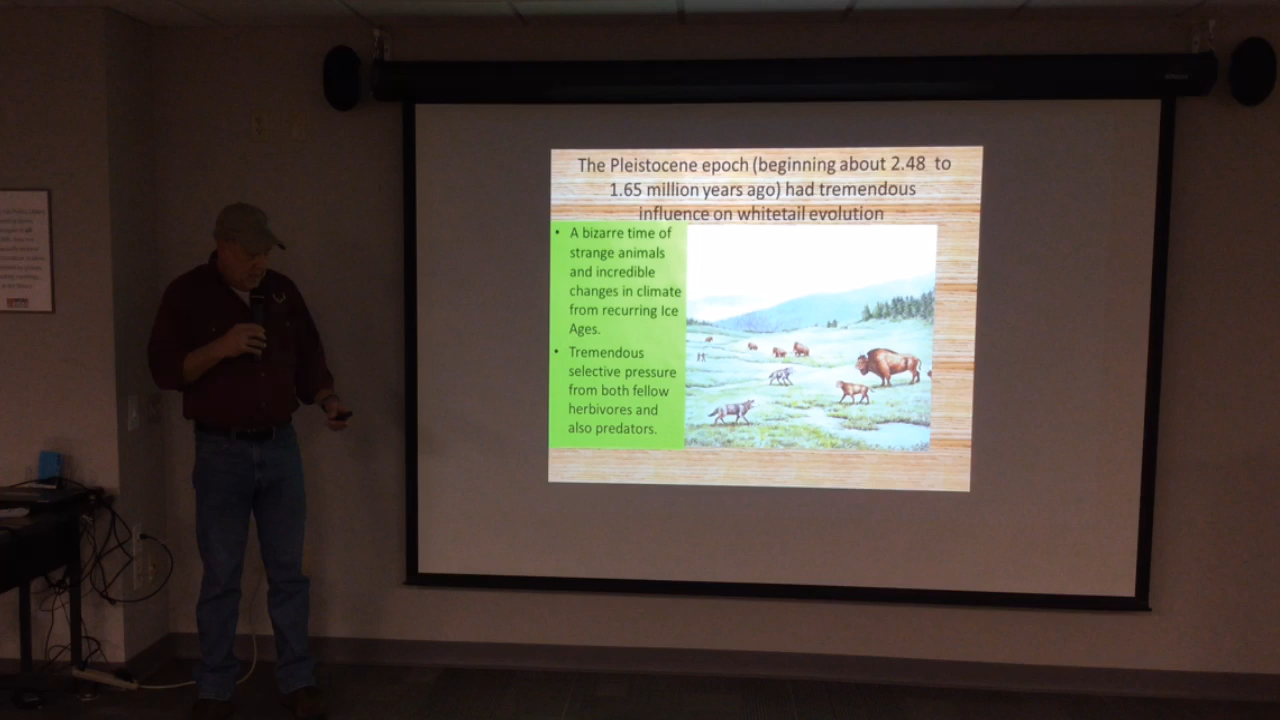 The Pleistocene epoch (beginning about 2.48 to
1.65 million years ago) had tremendous
influence on whitetail evolution
• A bizarre time of
strange animals
and incredible
changes in climate
from recurring Ice
Ages.
• Tremendous
selective pressure
from both fellow
herbivores and
also predators.